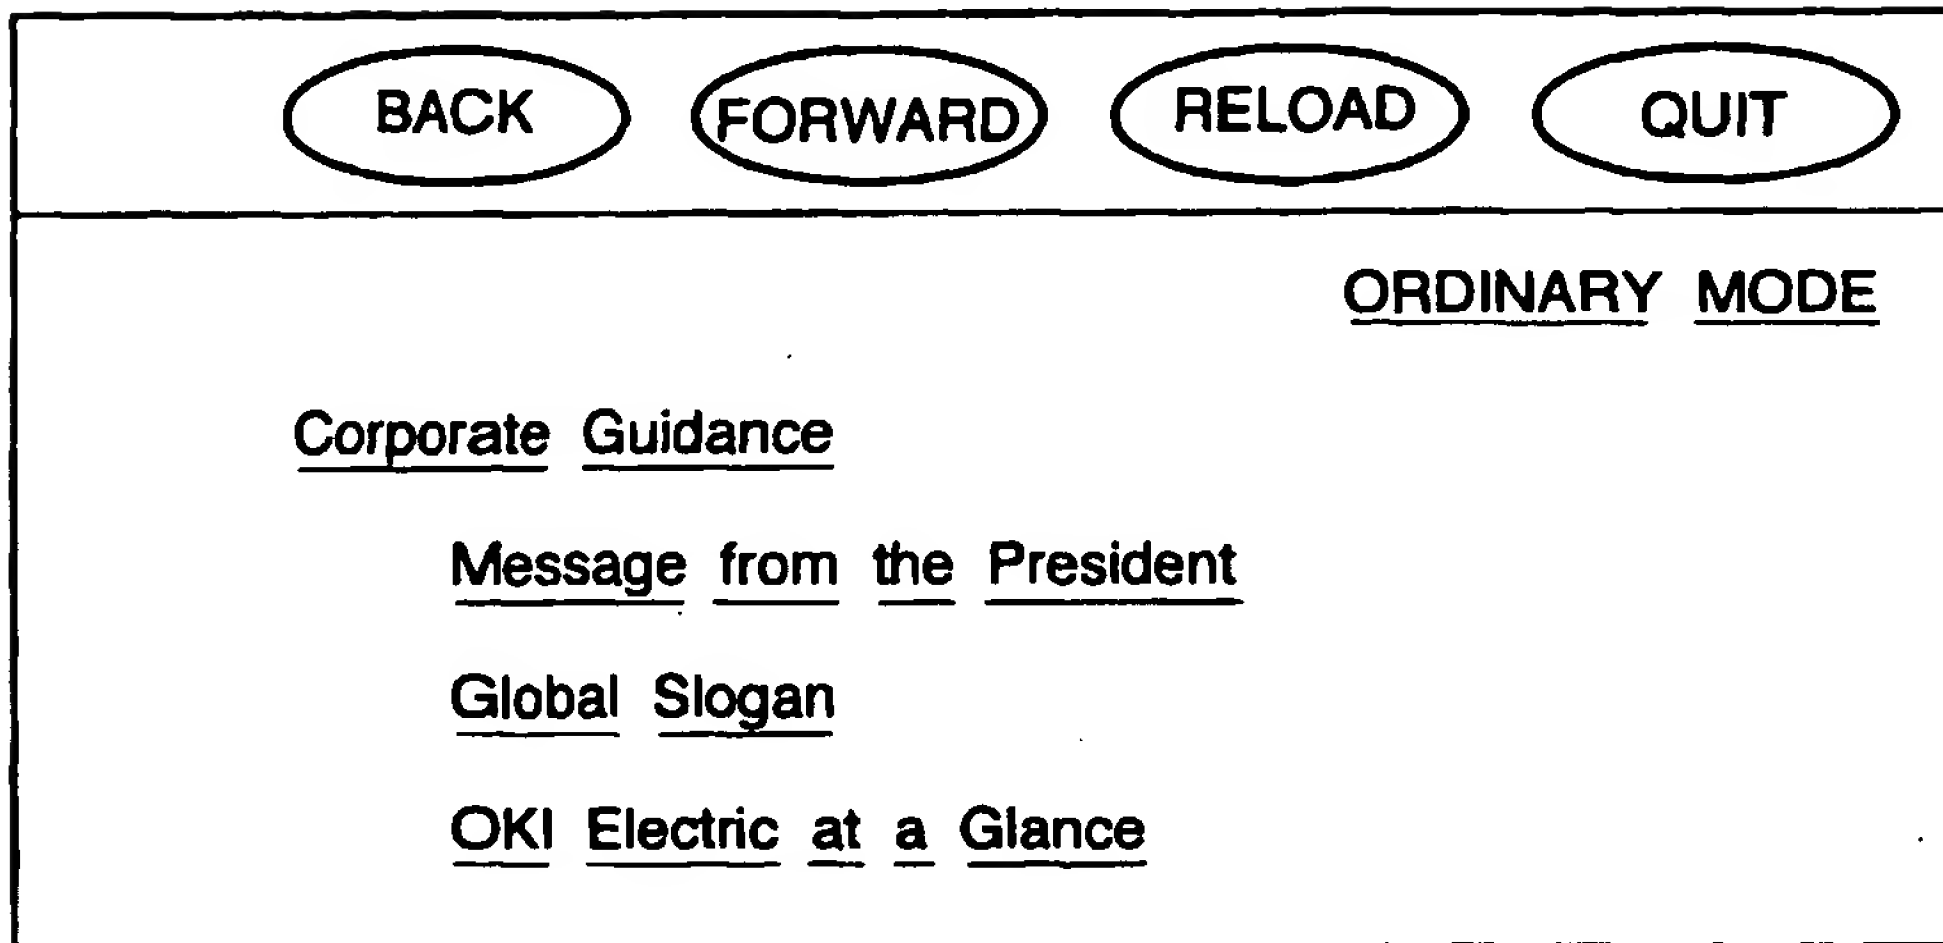 BACK FORWARD RELOAD QUIT
ORDINARY MODE
Corporate Guidance
Message from the President
Global Slogan
OKI Electric at a Glance